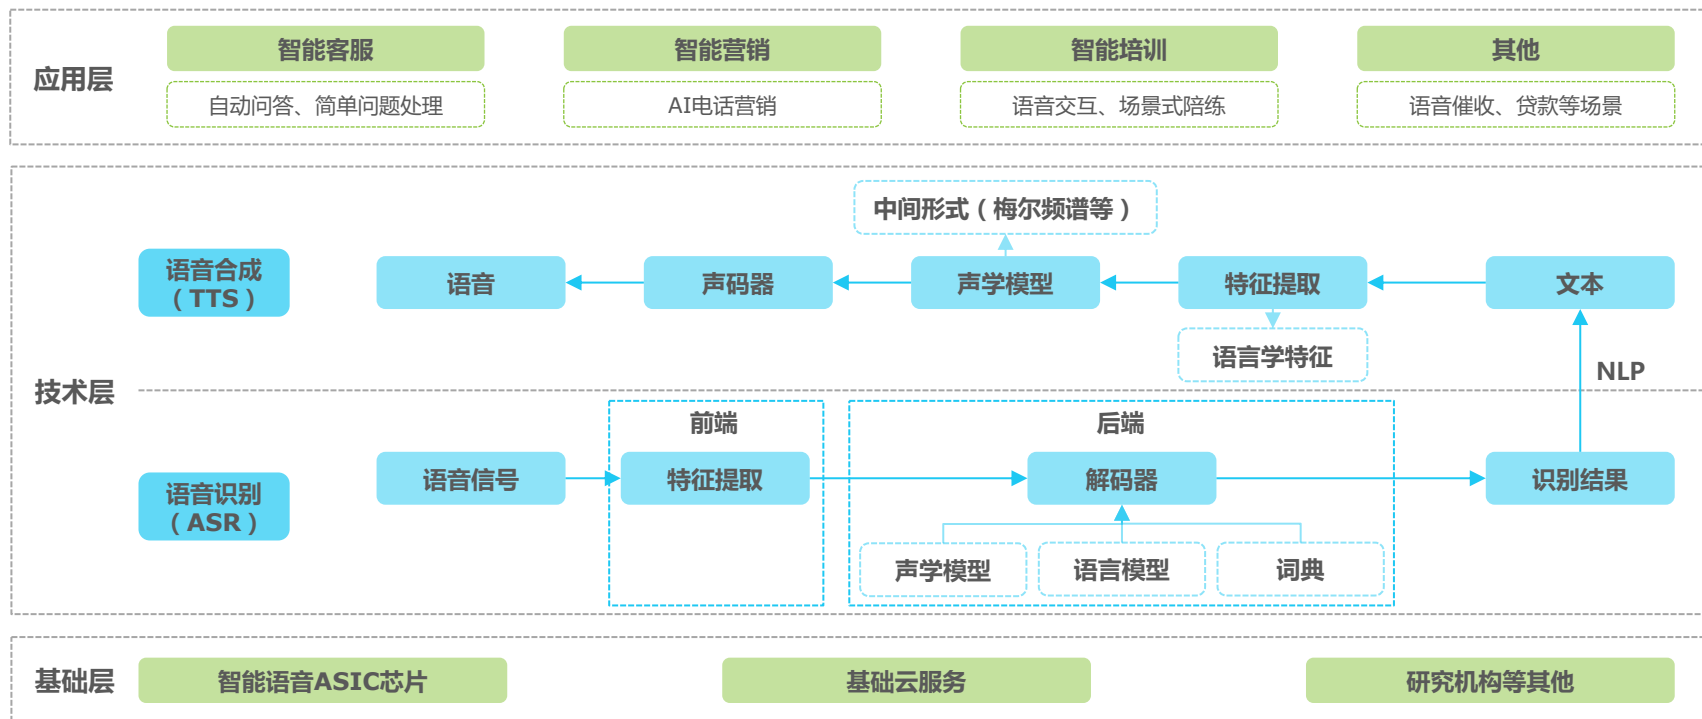 应用层
智能客服
智能营销
智能培训
其他
自动问答、简单问题处理
AI电话营销
语音交互、场景式陪练
语音催收、贷款等场景
技术层
中间形式（梅尔频谱等）
语音合成
（TTS）
语音
声码器
声学模型
特征提取
文本
语言学特征
NLP
前端
后端
语音识别
（ASR）
语音信号
特征提取
解码器
识别结果
声学模型
语言模型
词典
基础层
智能语音ASIC芯片
基础云服务
研究机构等其他